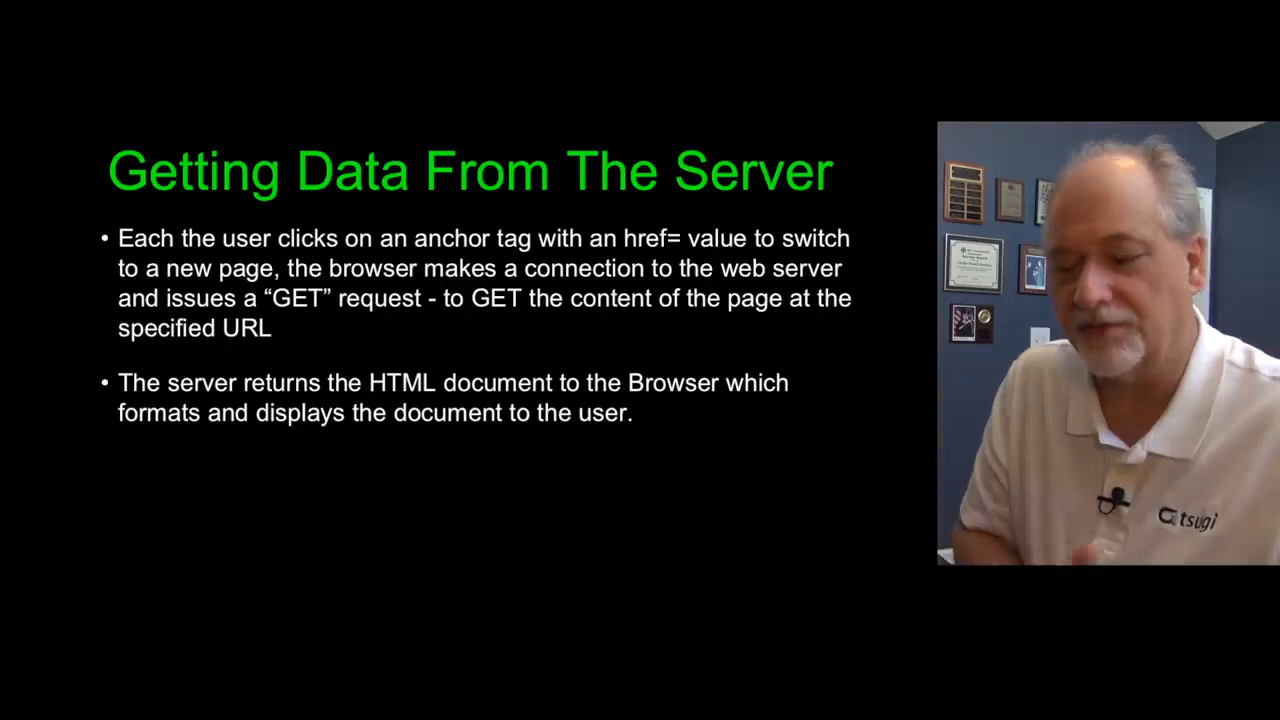 Getting Data From The Server
• Each the user clicks on an anchor tag with an href= value to switch
to a new page, the browser makes a connection to the web server
and issues a “GET” request - to GET the content of the page at the
specified URL
• The server returns the HTML document to the Browser which
formats and displays the document to the user.
tsugi